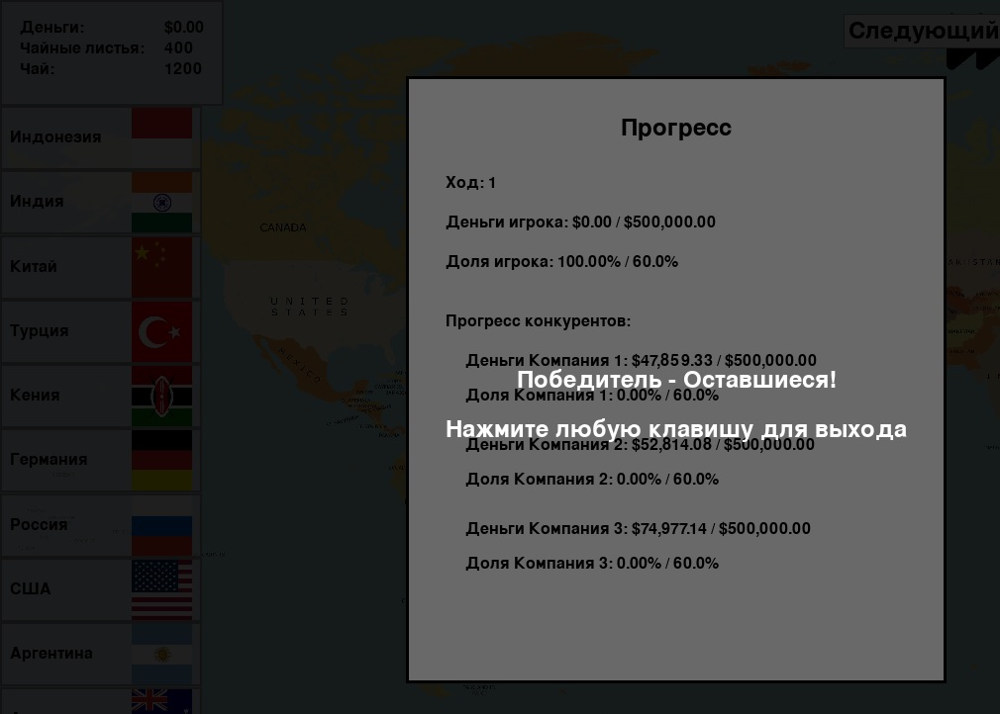 Деньги: $0.00
Чайные листья: 400
Чай: 1200
Следующий
Индонезия
Индия
Китай
Турция
Кения
Германия
Россия
США
Аргентина
CANADA
UNITED
STATES
MEXICO
Прогресс
Ход: 1
Деньги игрока: $0.00 / $500,000.00
Доля игрока: 100.00% / 60.0%
Прогресс конкурентов:
Деньги Компания 1: $47,859.33 / $500,000.00
Победитель - Оставшиеся!
Доля Компания 1: 0.00% / 60.0%
Нажмите любую клавишу для выхода
Деньги Компания 2: $52,814.08 / $500,000.00
Доля Компания 2: 0.00% / 60.0%
Деньги Компания 3: $74,977.14 / $500,000.00
Доля Компания 3: 0.00% / 60.0%